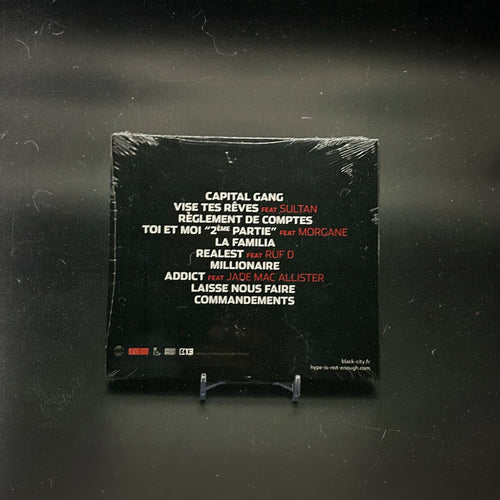 CAPITAL GANG
VISE TES RÊVES FEAT SULTAN
RÈGLEMENT DE COMPTES
TOI ET MOI "2ÈME PARTIE" FEAT MORGANE
LA FAMILIA
REALEST FEAT RUF D
MILLIONAIRE
ADDICT FEAT JADE MAC ALLISTER
LAISSE NOUS FAIRE
COMMANDEMENTS
black-city.fr
hype-is-not-enough.com